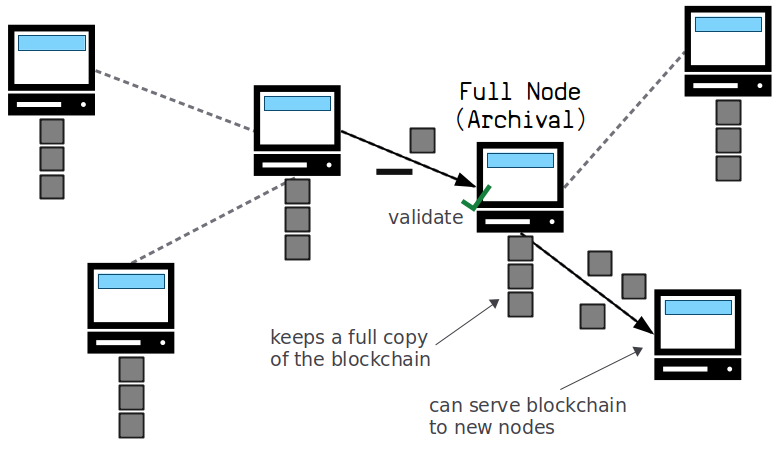 Full Node
(Archival)
validate
keeps a full copy
of the blockchain
can serve blockchain
to new nodes